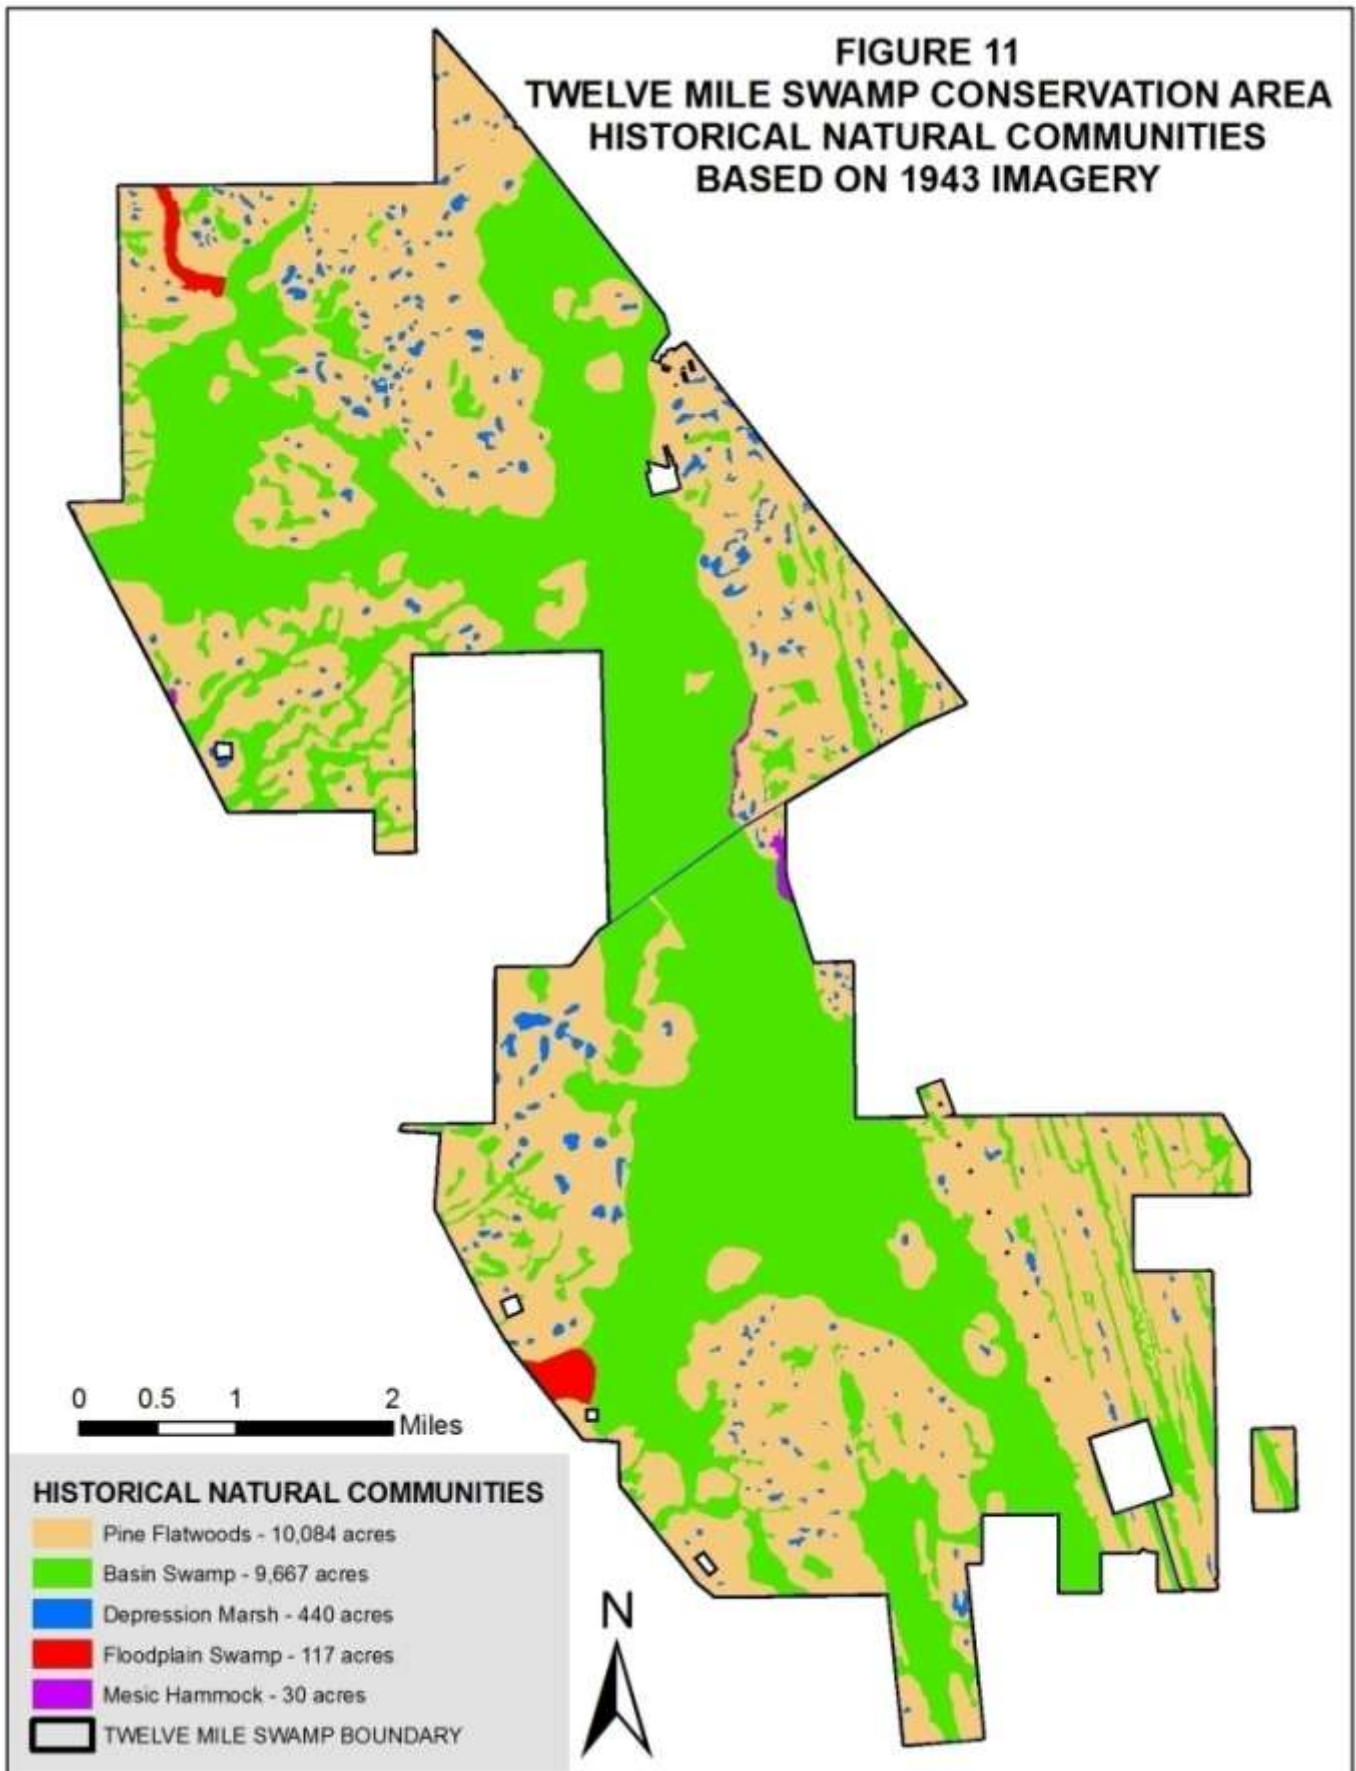 FIGURE 11
TWELVE MILE SWAMP CONSERVATION AREA
HISTORICAL NATURAL COMMUNITIES
BASED ON 1943 IMAGERY
0 0.5 1 2
Miles
HISTORICAL NATURAL COMMUNITIES
Pine Flatwoods - 10,084 acres
Basin Swamp - 9,667 acres
Depression Marsh - 440 acres
Floodplain Swamp - 117 acres
Mesic Hammock - 30 acres
TWELVE MILE SWAMP BOUNDARY
N